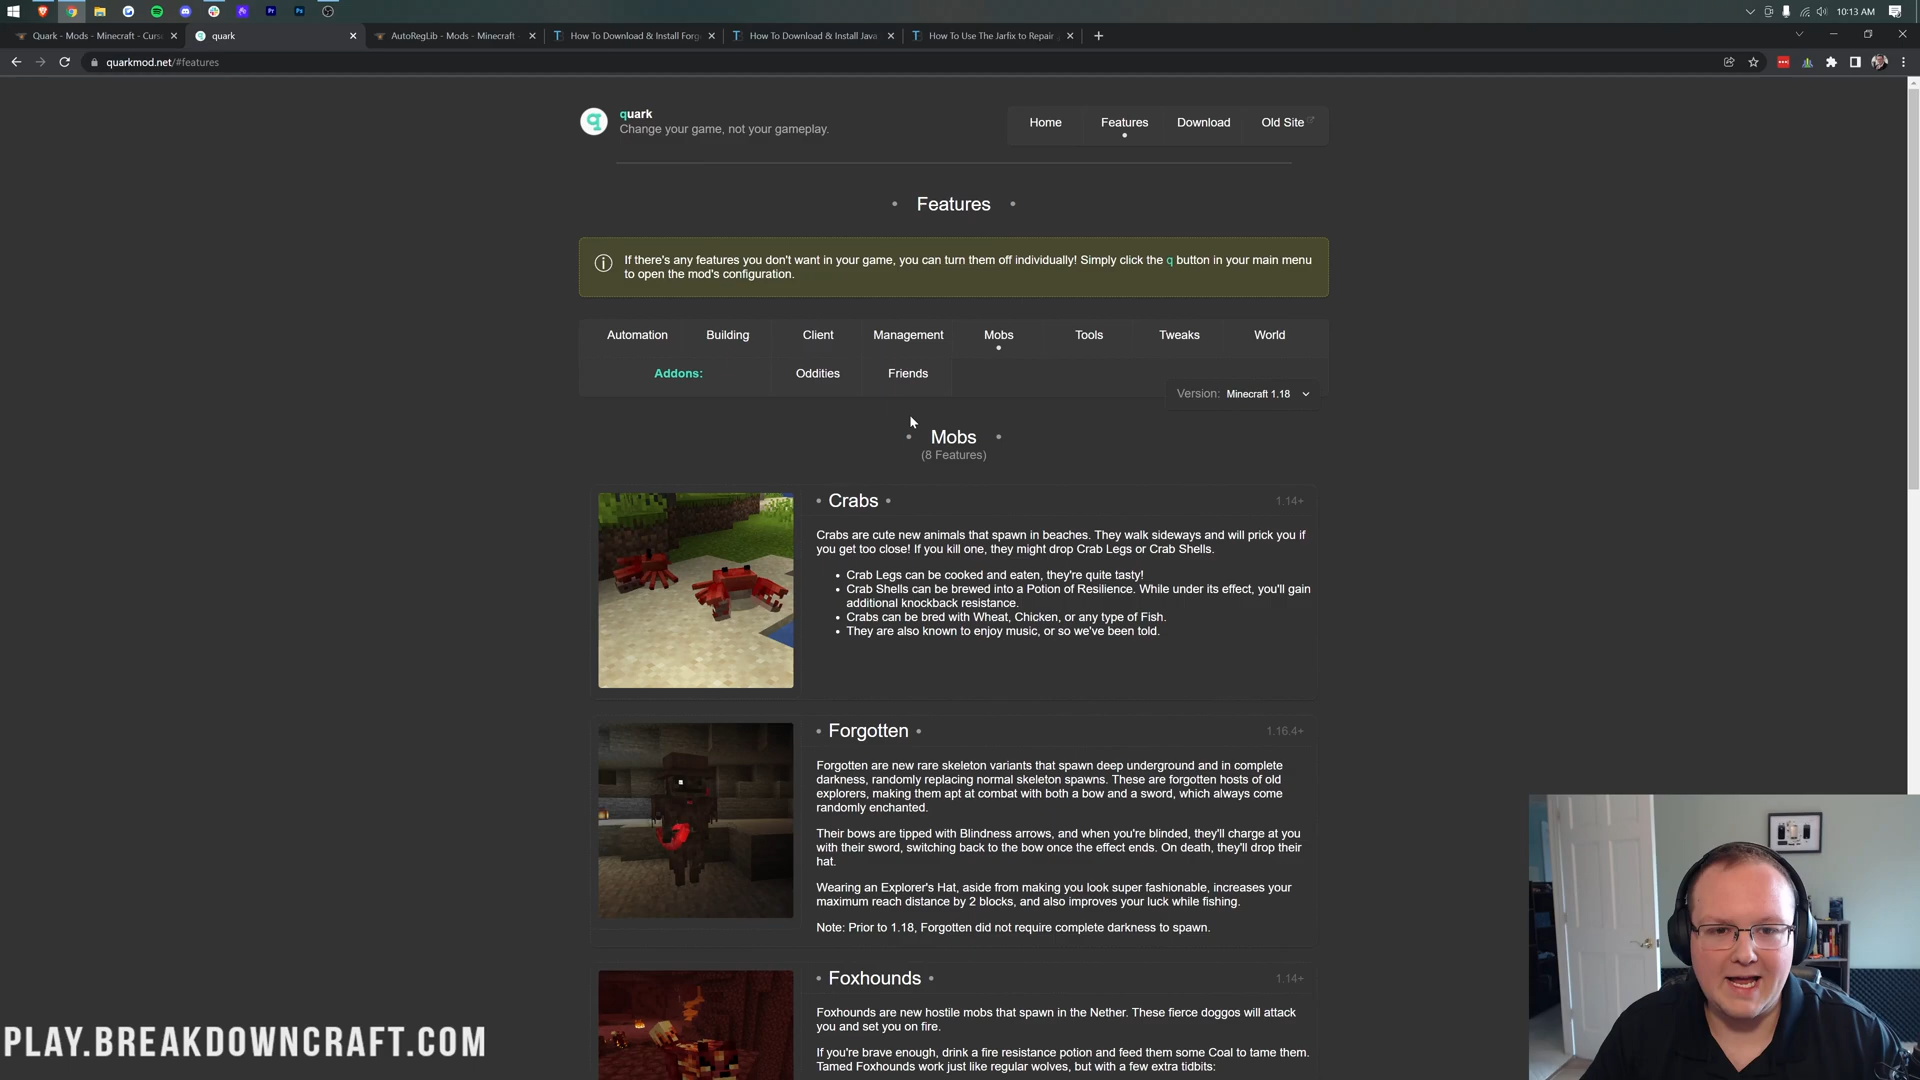 10:13 AM
Quark - Mods - Minecraft - Curs
quark
AutoRegLib - Mods - Minecraft
How To Download & Install Forg
How To Download & Install Java
How To Use The Jarfix to Repair
quarkmod.net/#features
quark
Change your game, not your gameplay.
Home
Features
Download
Old Site
Features
If there's any features you don't want in your game, you can turn them off individually! Simply click the q button in your main menu
to open the mod's configuration.
Automation
Building
Client
Management
Mobs
Tools
Tweaks
World
Addons:
Oddities
Friends
Version: Minecraft 1.18
Mobs
(8 Features)
Crabs
1.14+
Crabs are cute new animals that spawn in beaches. They walk sideways and will prick you if
you get too close! If you kill one, they might drop Crab Legs or Crab Shells.
• Crab Legs can be cooked and eaten, they're quite tasty!
• Crab Shells can be brewed into a Potion of Resilience. While under its effect, you'll gain
additional knockback resistance.
• Crabs can be bred with Wheat, Chicken, or any type of Fish.
• They are also known to enjoy music, or so we've been told.
Forgotten
1.16.4+
Forgotten are new rare skeleton variants that spawn deep underground and in complete
darkness, randomly replacing normal skeleton spawns. These are forgotten hosts of old
explorers, making them apt at combat with both a bow and a sword, which always come
randomly enchanted.
Their bows are tipped with Blindness arrows, and when you're blinded, they'll charge at you
with their sword, switching back to the bow once the effect ends. On death, they'll drop their
hat.
Wearing an Explorer's Hat, aside from making you look super fashionable, increases your
maximum reach distance by 2 blocks, and also improves your luck while fishing.
Note: Prior to 1.18, Forgotten did not require complete darkness to spawn.
Foxhounds
1.14+
Foxhounds are new hostile mobs that spawn in the Nether. These fierce doggos will attack
you and set you on fire.
If you're brave enough, drink a fire resistance potion and feed them some Coal to tame them.
Tamed Foxhounds work just like regular wolves, but with a few extra tidbits:
PLAY.BREAKDOWNCRAFT.COM